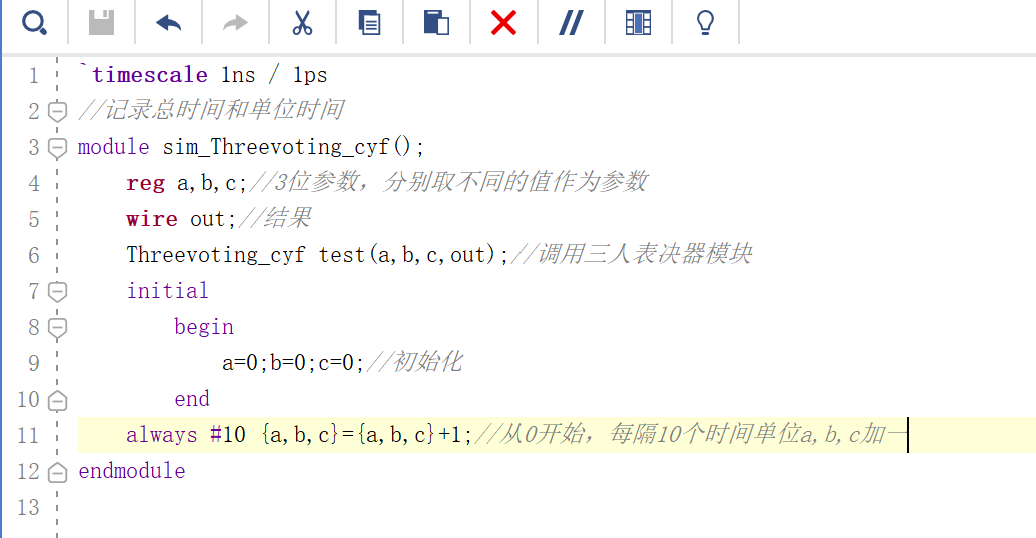 1 `timescale 1ns / 1ps
2 //记录总时间和单位时间
3 module sim_Threevoting_cyf();
4 reg a,b,c;//3位参数，分别取不同的值作为参数
5 wire out;//结果
6 Threevoting_cyf test(a,b,c,out);//调用三人表决器模块
7 initial
8 begin
9 a=0;b=0;c=0;//初始化
10 end
11 always #10 {a,b,c}={a,b,c}+1;//从0开始，每隔10个时间单位a,b,c加一
12 endmodule
13